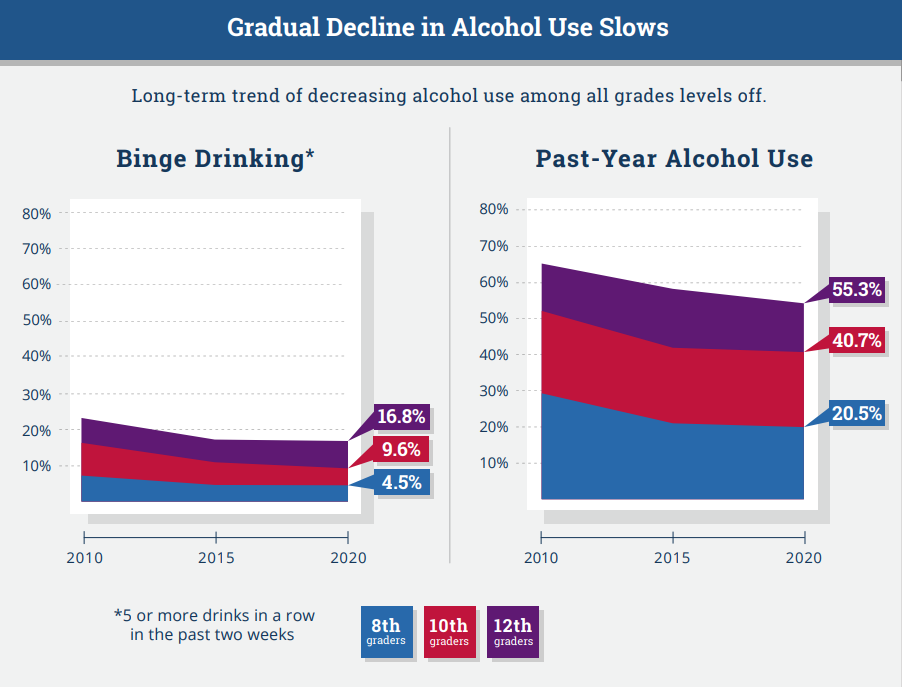 Gradual Decline in Alcohol Use Slows
Long-term trend of decreasing alcohol use among all grades levels off.
Binge Drinking*
80%
70%
60%
50%
40%
30%
20%
10%
16.8%
9.6%
4.5%
2010
2015
2020
Past-Year Alcohol Use
80%
70%
60%
50%
40%
30%
20%
10%
55.3%
40.7%
20.5%
2010
2015
2020
*5 or more drinks in a row
in the past two weeks
8th
graders
10th
graders
12th
graders